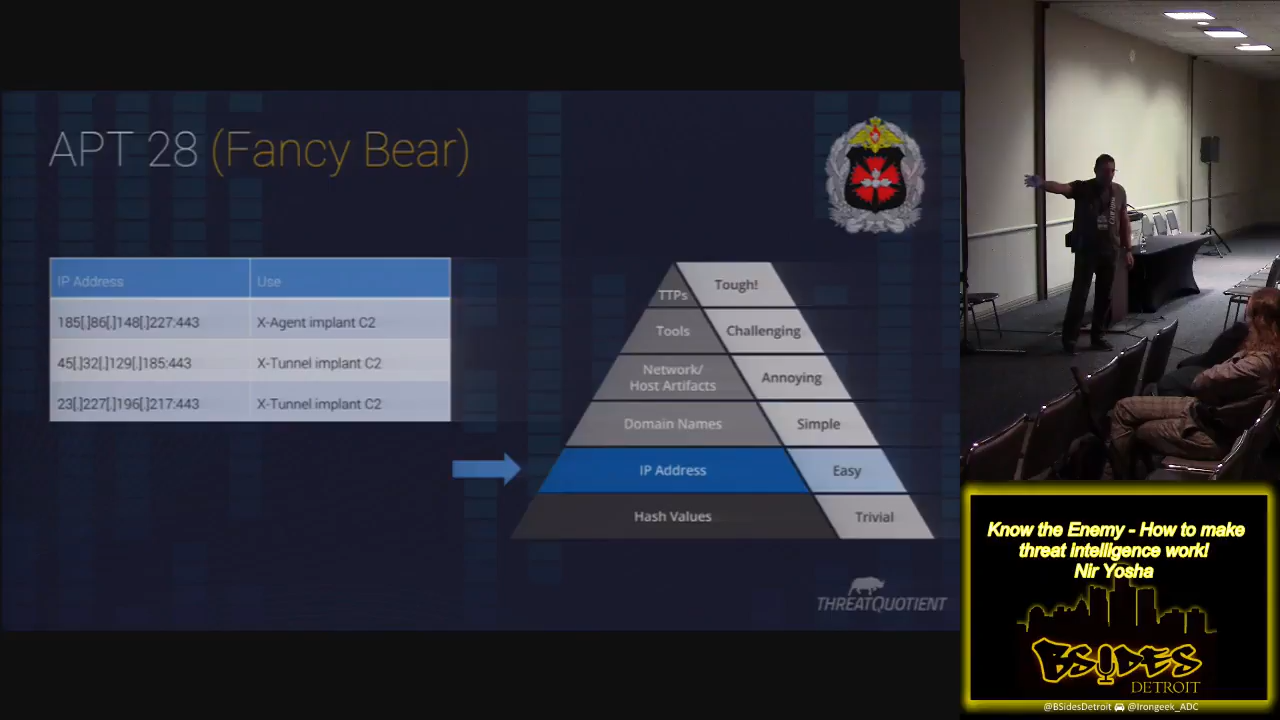 APT 28 (Fancy Bear)
IP Address Use
185[.]86[.]148[.]227:443 X-Agent implant C2
45[.]32[.]129[.]185:443 X-Tunnel implant C2
23[.]227[.]196[.]217:443 X-Tunnel implant C2
TTPs Tough!
Tools Challenging
Network/
Host Artifacts Annoying
Domain Names Simple
IP Address Easy
Hash Values Trivial
THREATQUOTIENT
Know the Enemy - How to make
threat intelligence work!
Nir Yosha
BSIDES
DETROIT
@BSidesDetroit @Irongeek_ADC